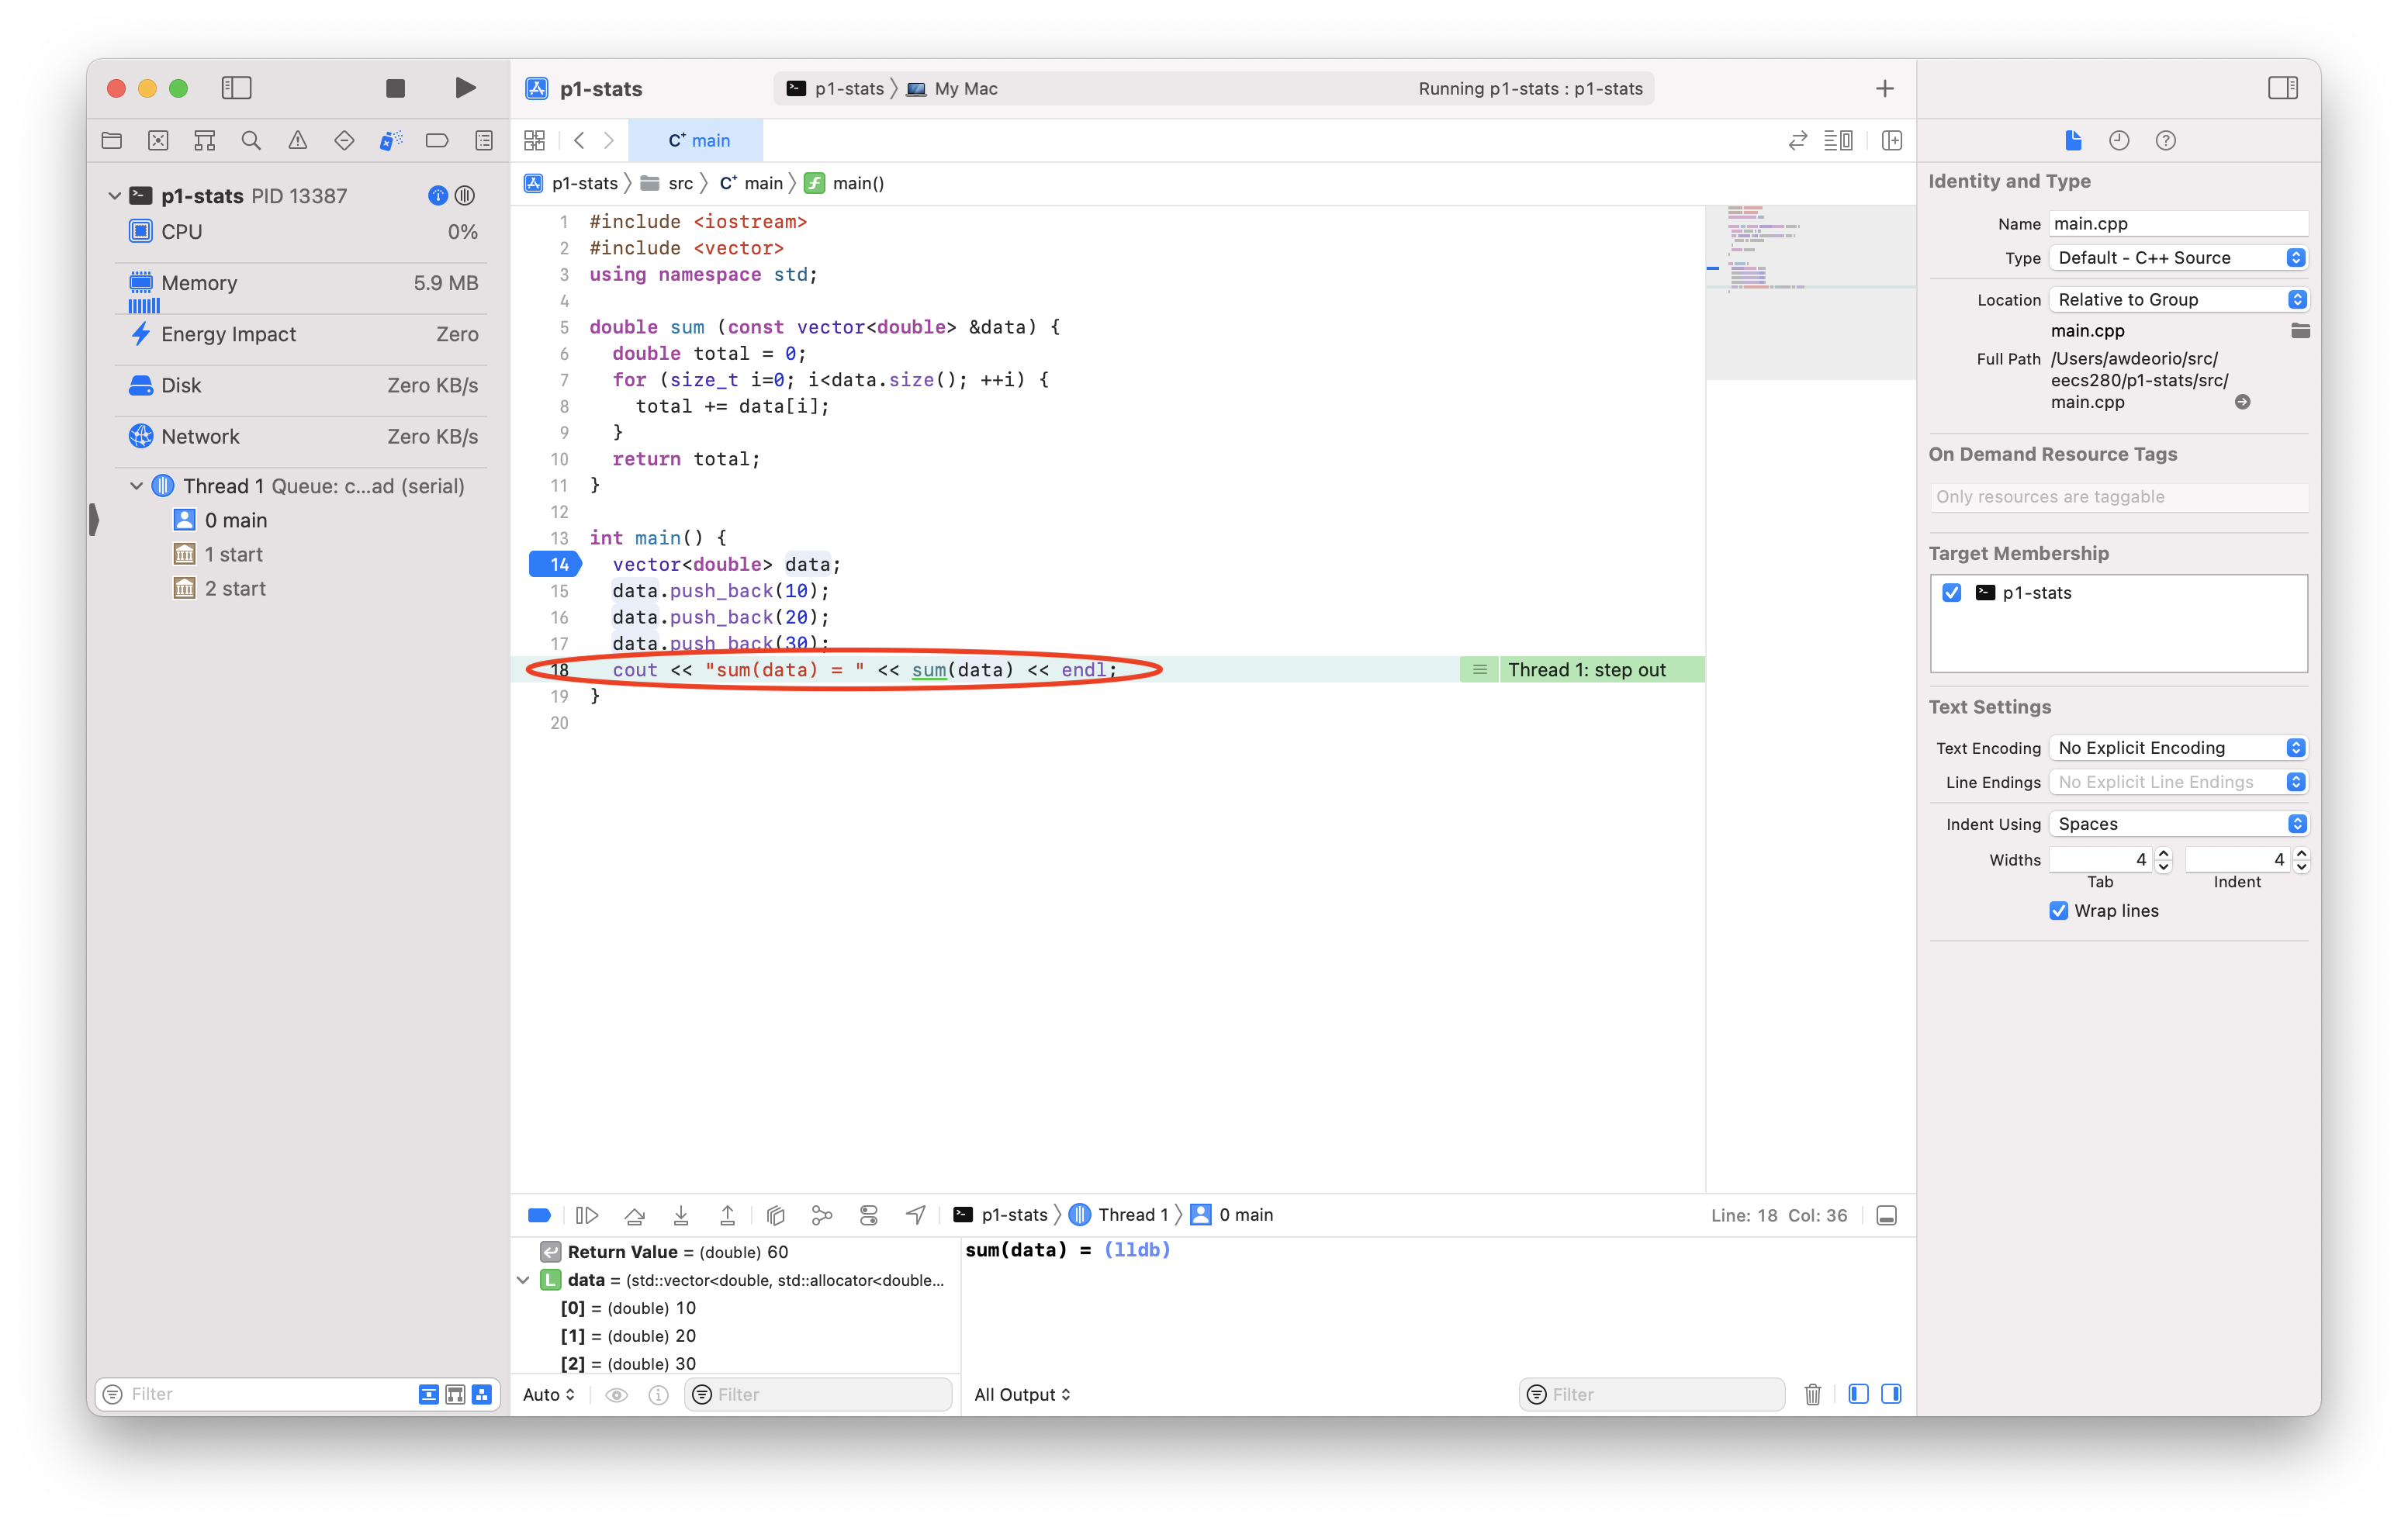 p1-stats
p1-stats
My Mac
Running p1-stats : p1-stats
C+ main
p1-stats
src
C+ main
main()
p1-stats PID 13387
CPU 0%
Memory 5.9 MB
Energy Impact Zero
Disk Zero KB/s
Network Zero KB/s
Thread 1 Queue: c...ad (serial)
0 main
1 start
2 start
Filter
1 #include <iostream>
2 #include <vector>
3 using namespace std;
4
5 double sum (const vector<double> &data) {
6   double total = 0;
7   for (size_t i=0; i<data.size(); ++i) {
8     total += data[i];
9   }
10   return total;
11 }
12
13 int main() {
14   vector<double> data;
15   data.push_back(10);
16   data.push_back(20);
17   data.push_back(30);
18   cout << "sum(data) = " << sum(data) << endl;
Thread 1: step out
19 }
20
p1-stats
Thread 1
0 main
Line: 18 Col: 36
Return Value = (double) 60
L data = (std::vector<double, std::allocator<double...
[0] = (double) 10
[1] = (double) 20
[2] = (double) 30
Auto
Filter
sum(data) = (lldb)
All Output
Filter
Identity and Type
Name main.cpp
Type Default - C++ Source
Location Relative to Group
main.cpp
Full Path /Users/awdeorio/src/
eecs280/p1-stats/src/
main.cpp
On Demand Resource Tags
Only resources are taggable
Target Membership
p1-stats
Text Settings
Text Encoding No Explicit Encoding
Line Endings No Explicit Line Endings
Indent Using Spaces
Widths 4 4
Tab Indent
Wrap lines